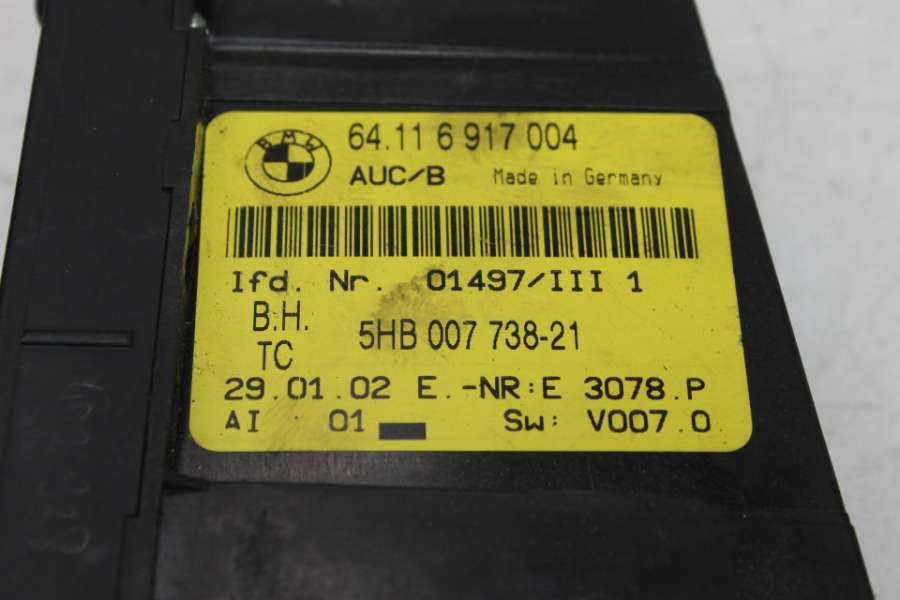 BMW
64.11 6 917 004
AUC/B Made in Germany
lfd. Nr. 01497/III 1
B.H.
TC 5HB 007 738-21
29.01.02 E.-NR:E 3078.P
AI 01 Sw: V007.0